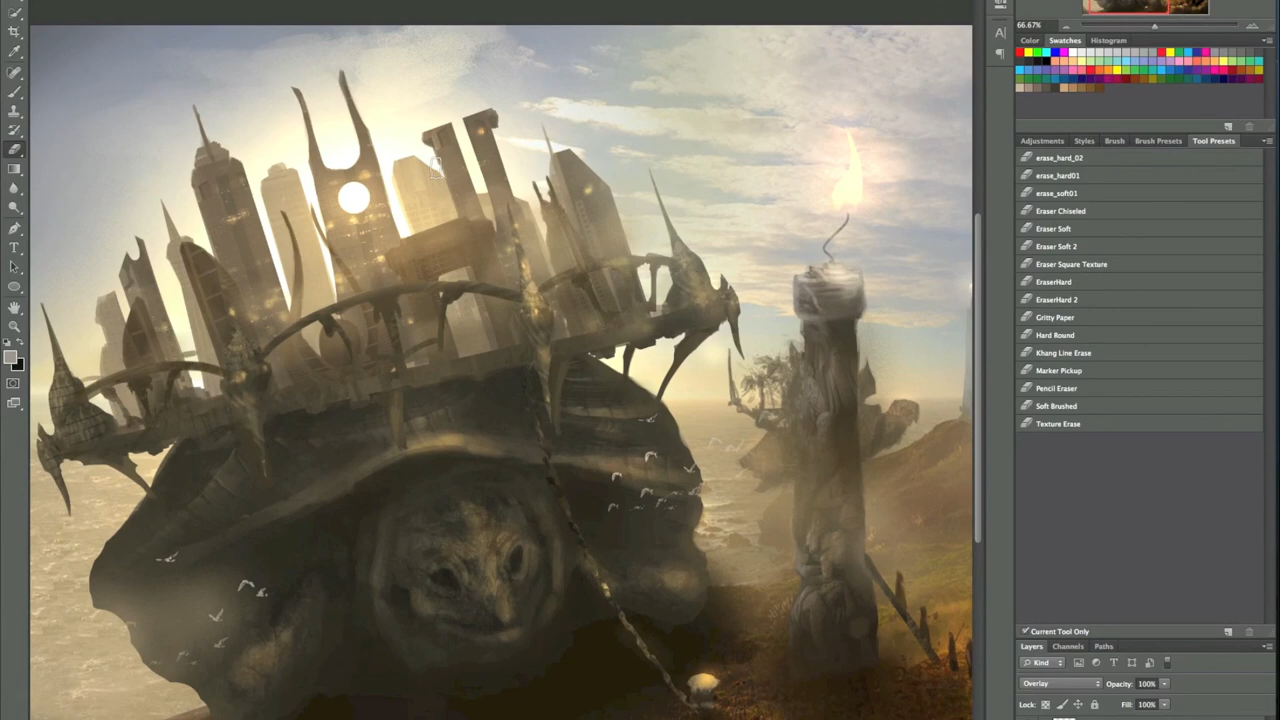 66.67%
Color Swatches Histogram
Adjustments Styles Brush Brush Presets Tool Presets
erase_hard_02
erase_hard01
erase_soft01
Eraser Chiseled
Eraser Soft
Eraser Soft 2
Eraser Square Texture
EraserHard
EraserHard 2
Gritty Paper
Hard Round
Khang Line Erase
Marker Pickup
Pencil Eraser
Soft Brushed
Texture Erase
Current Tool Only
Layers Channels Paths
Kind
Overlay Opacity: 100%
Lock: Fill: 100%